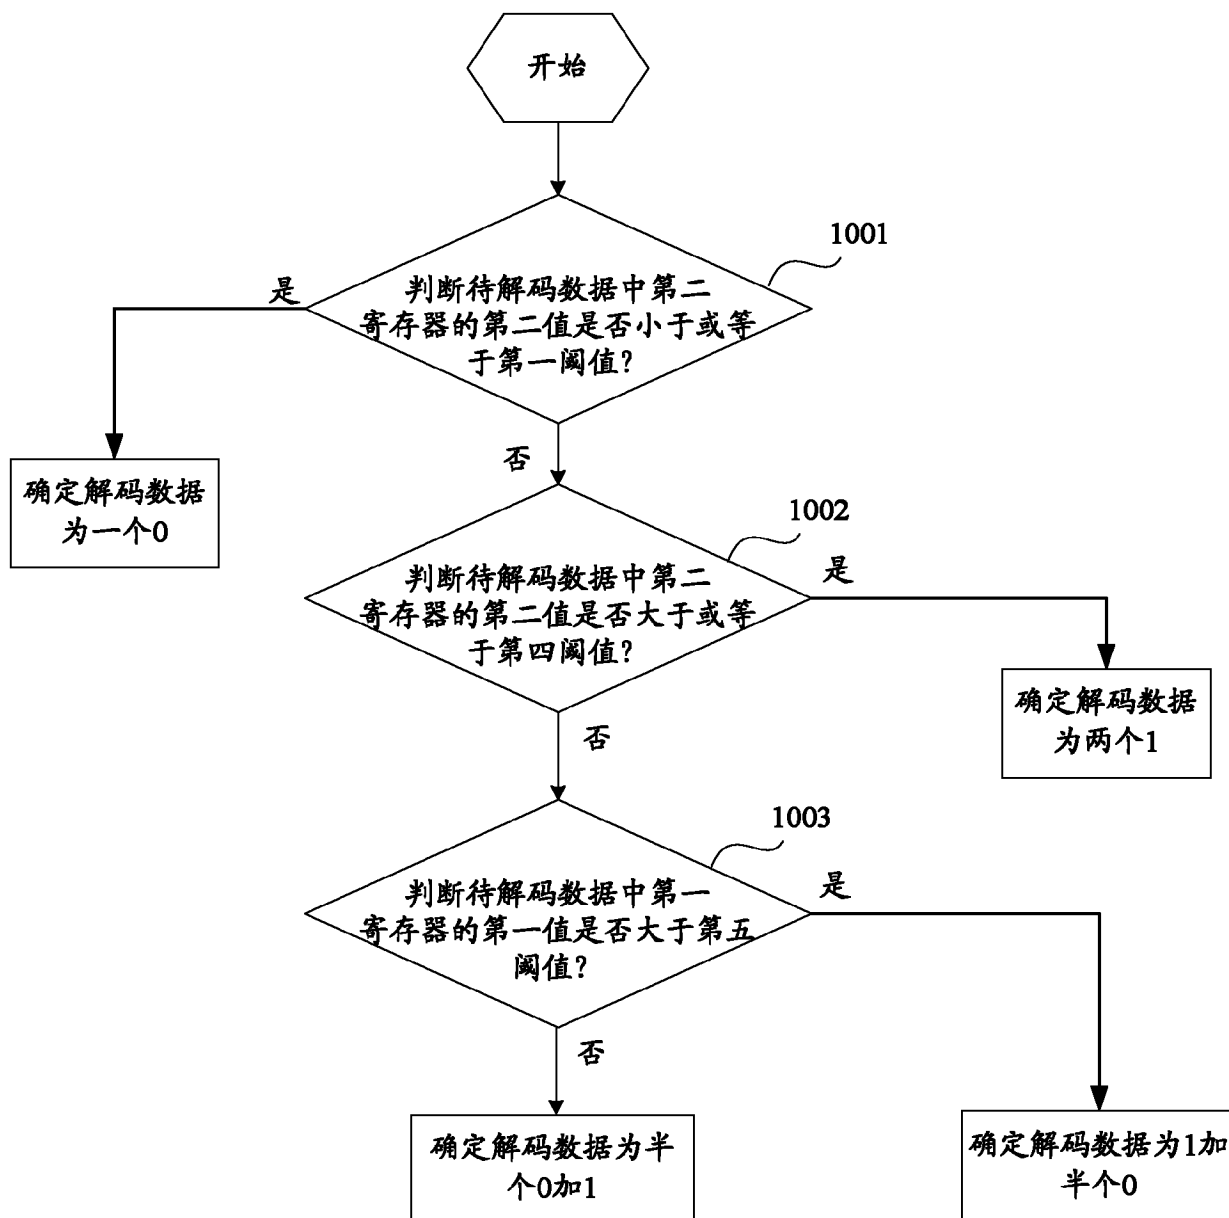 开始
1001
是
判断待解码数据中第二
寄存器的第二值是否小于或等
于第一阈值?
否
确定解码数据
为一个0
1002
是
判断待解码数据中第二
寄存器的第二值是否大于或等
于第四阈值?
确定解码数据
为两个1
否
1003
是
判断待解码数据中第一
寄存器的第一值是否大于第五
阈值?
否
确定解码数据为半
个0加1
确定解码数据为1加
半个0